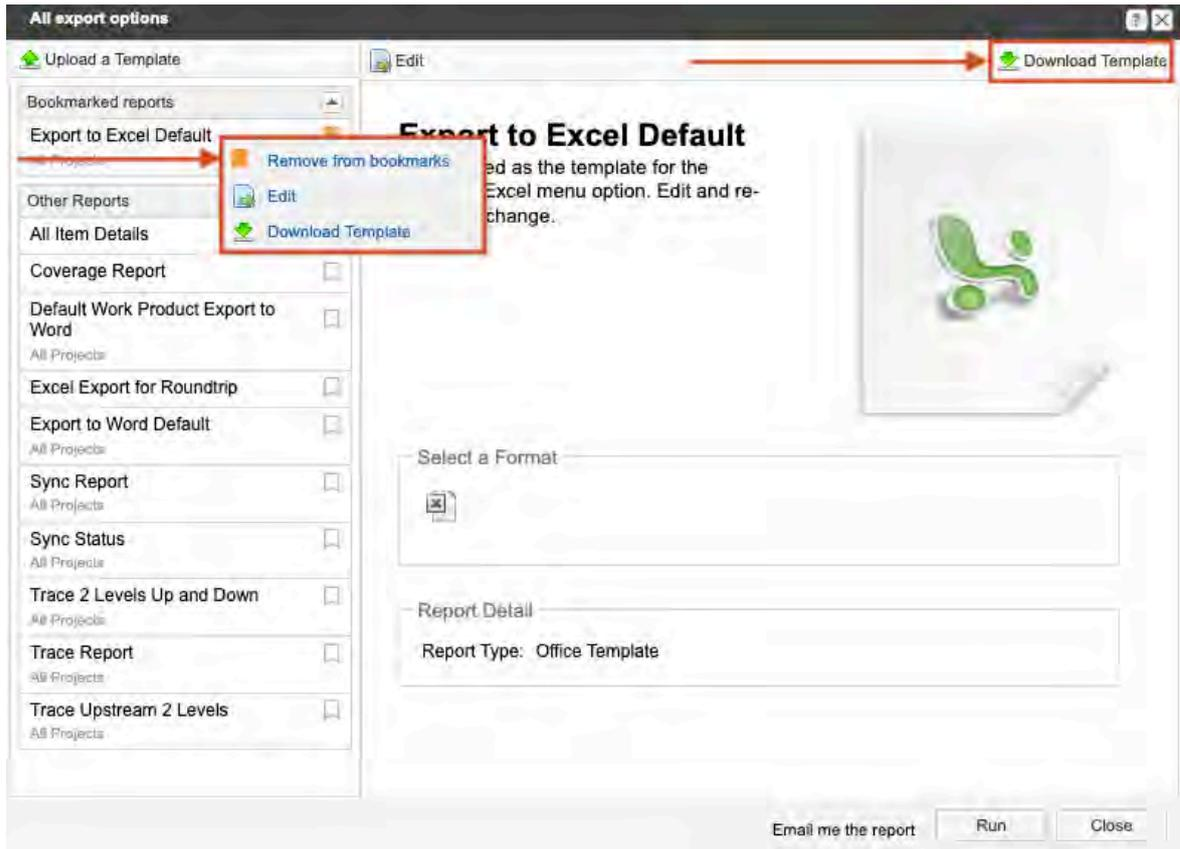 All export options
?
Upload a Template
Edit
Download Template
Bookmarked reports
Export to Excel Default
All Projects
Remove from bookmarks
Edit
Download Template
Other Reports
All Item Details
Coverage Report
Default Work Product Export to
Word
All Projects
Excel Export for Roundtrip
Export to Word Default
All Projects
Sync Report
All Projects
Sync Status
All Projects
Trace 2 Levels Up and Down
All Projects
Trace Report
All Projects
Trace Upstream 2 Levels
All Projects
Export to Excel Default
ed as the template for the
Excel menu option. Edit and re-
change.
Select a Format
Report Detail
Report Type: Office Template
Email me the report
Run
Close